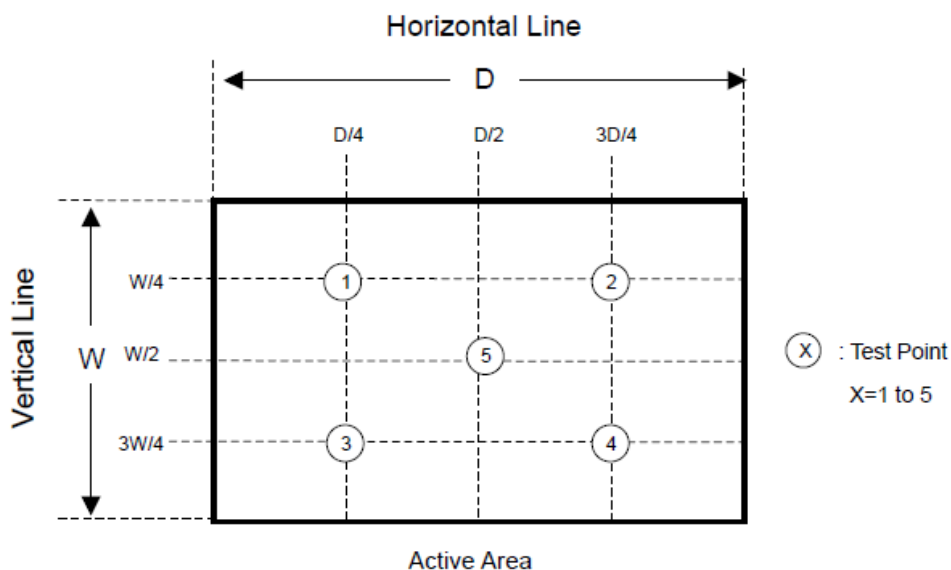 Horizontal Line
D
D/4 D/2 3D/4
Vertical Line
W
W/4
1 2
W/2
5
X : Test Point
X=1 to 5
3W/4
3 4
Active Area